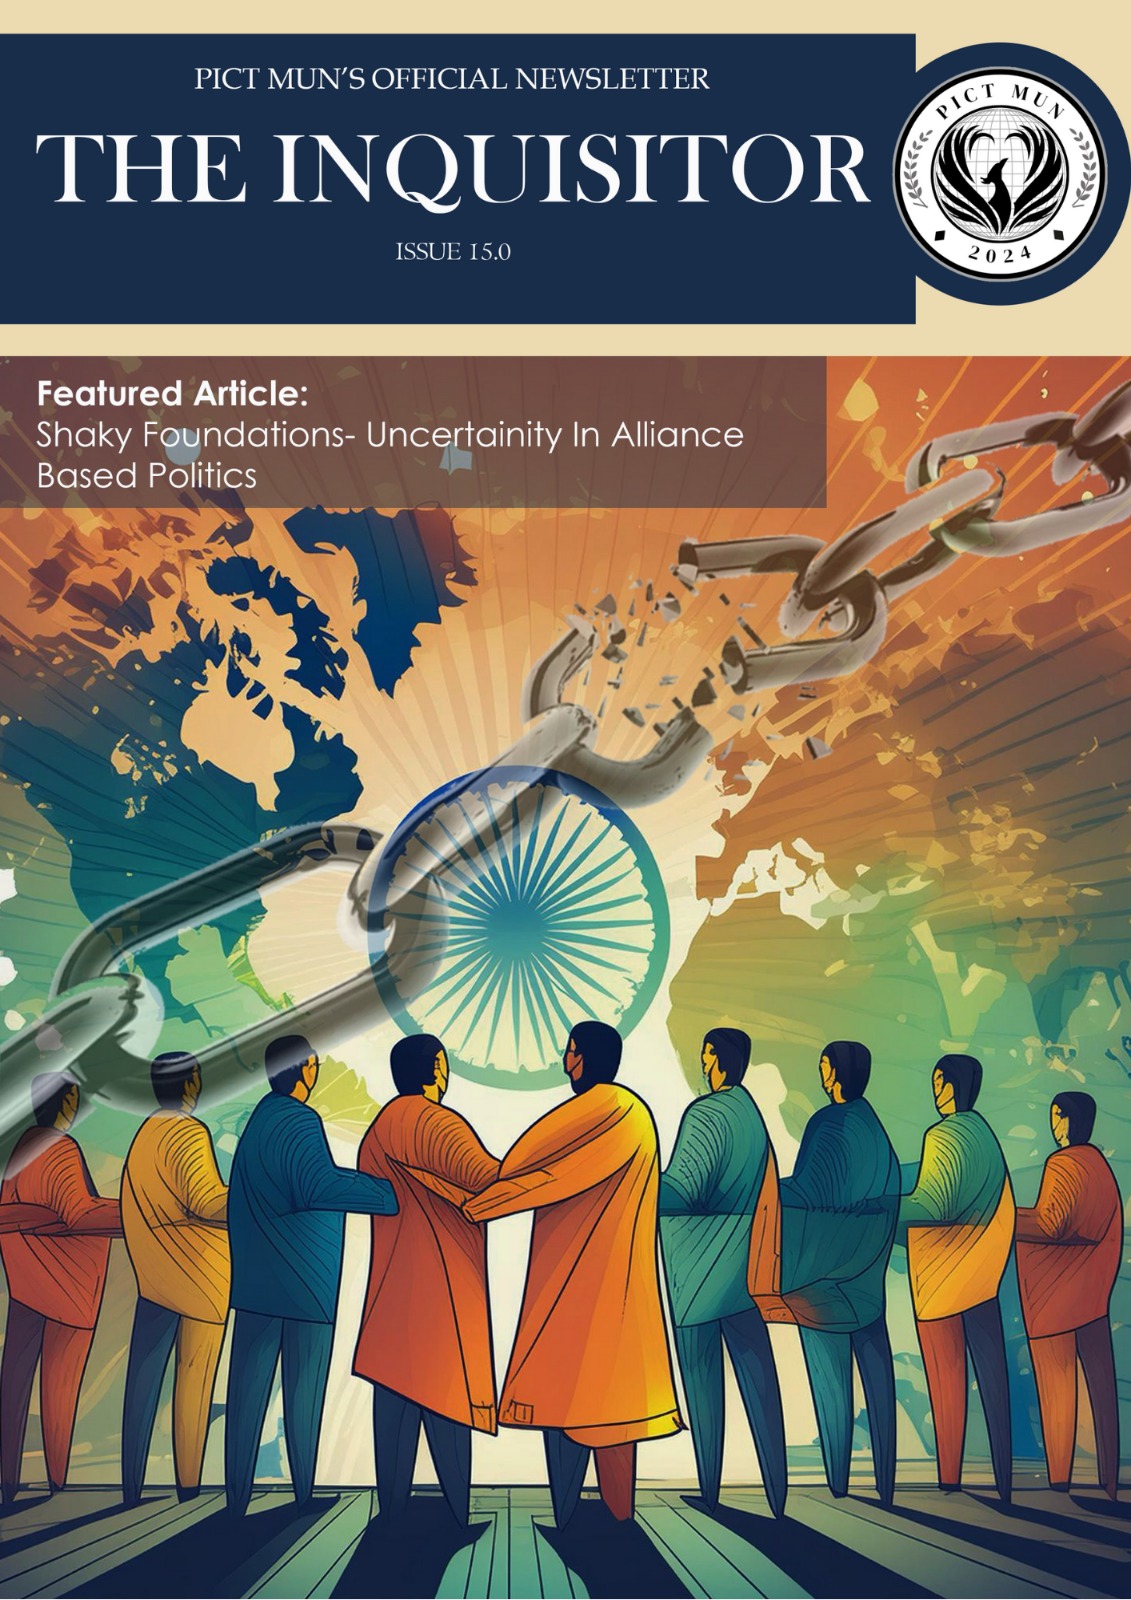 PICT MUN'S OFFICIAL NEWSLETTER
THE INQUISITOR
ISSUE 15.0
PICT MUN
2024
Featured Article:
Shaky Foundations- Uncertainity In Alliance
Based Politics